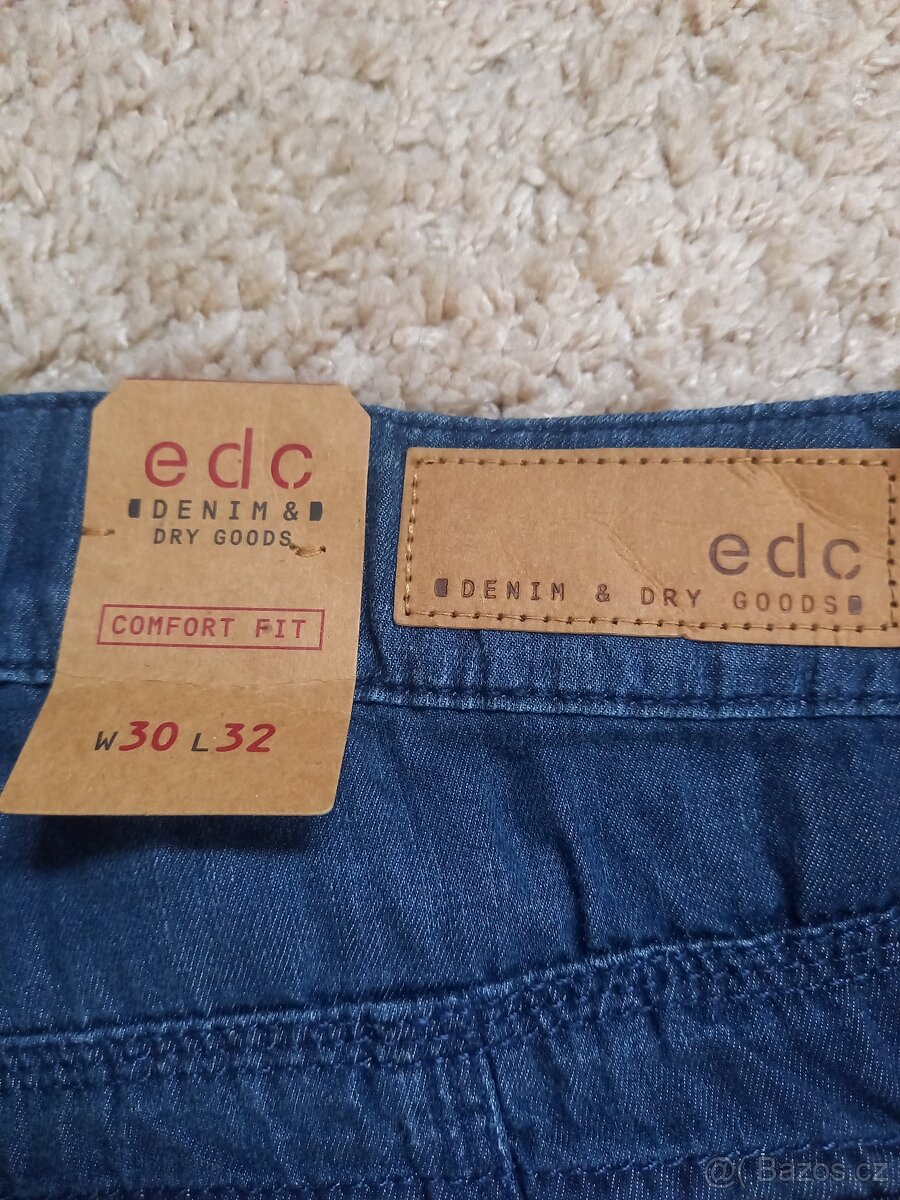 edc
DENIM &
DRY GOODS
COMFORT FIT
W30 L32
edc
DENIM & DRY GOODS
@( Bazos.cz